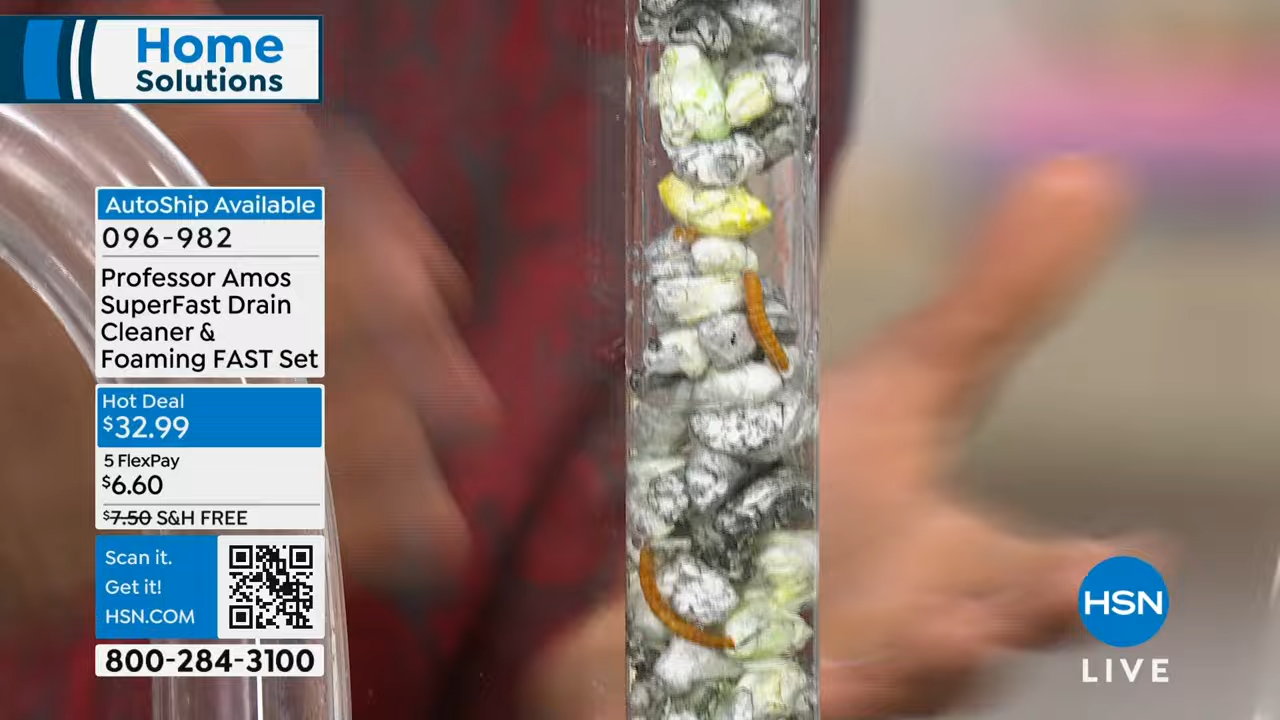 Home
Solutions
AutoShip Available
096-982
Professor Amos
SuperFast Drain
Cleaner &
Foaming FAST Set
Hot Deal
$32.99
5 FlexPay
$6.60
$7.50 S&H FREE
Scan it.
Get it!
HSN.COM
800-284-3100
HSN
LIVE